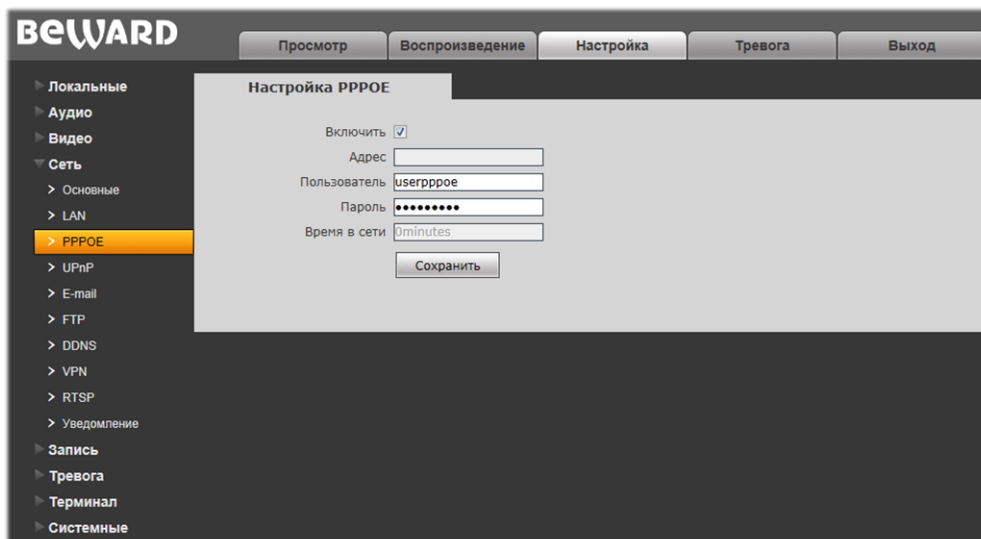 BEWARD
Просмотр Воспроизведение Настройка Тревога Выход
Локальные
Аудио
Видео
Сеть
Основные
LAN
PPPOE
UPnP
E-mail
FTP
DDNS
VPN
RTSP
Уведомление
Запись
Тревога
Терминал
Системные
Настройка PPPOE
Включить
Адрес
Пользователь userpppoe
Пароль •••••••••
Время в сети 0minutes
Сохранить